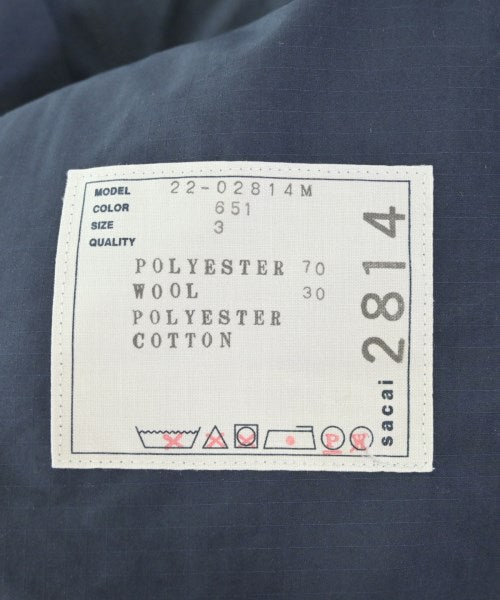 MODEL 22-02814M
COLOR 651
SIZE 3
QUALITY
POLYESTER 70
WOOL 30
POLYESTER
COTTON
P W
sacai 2814